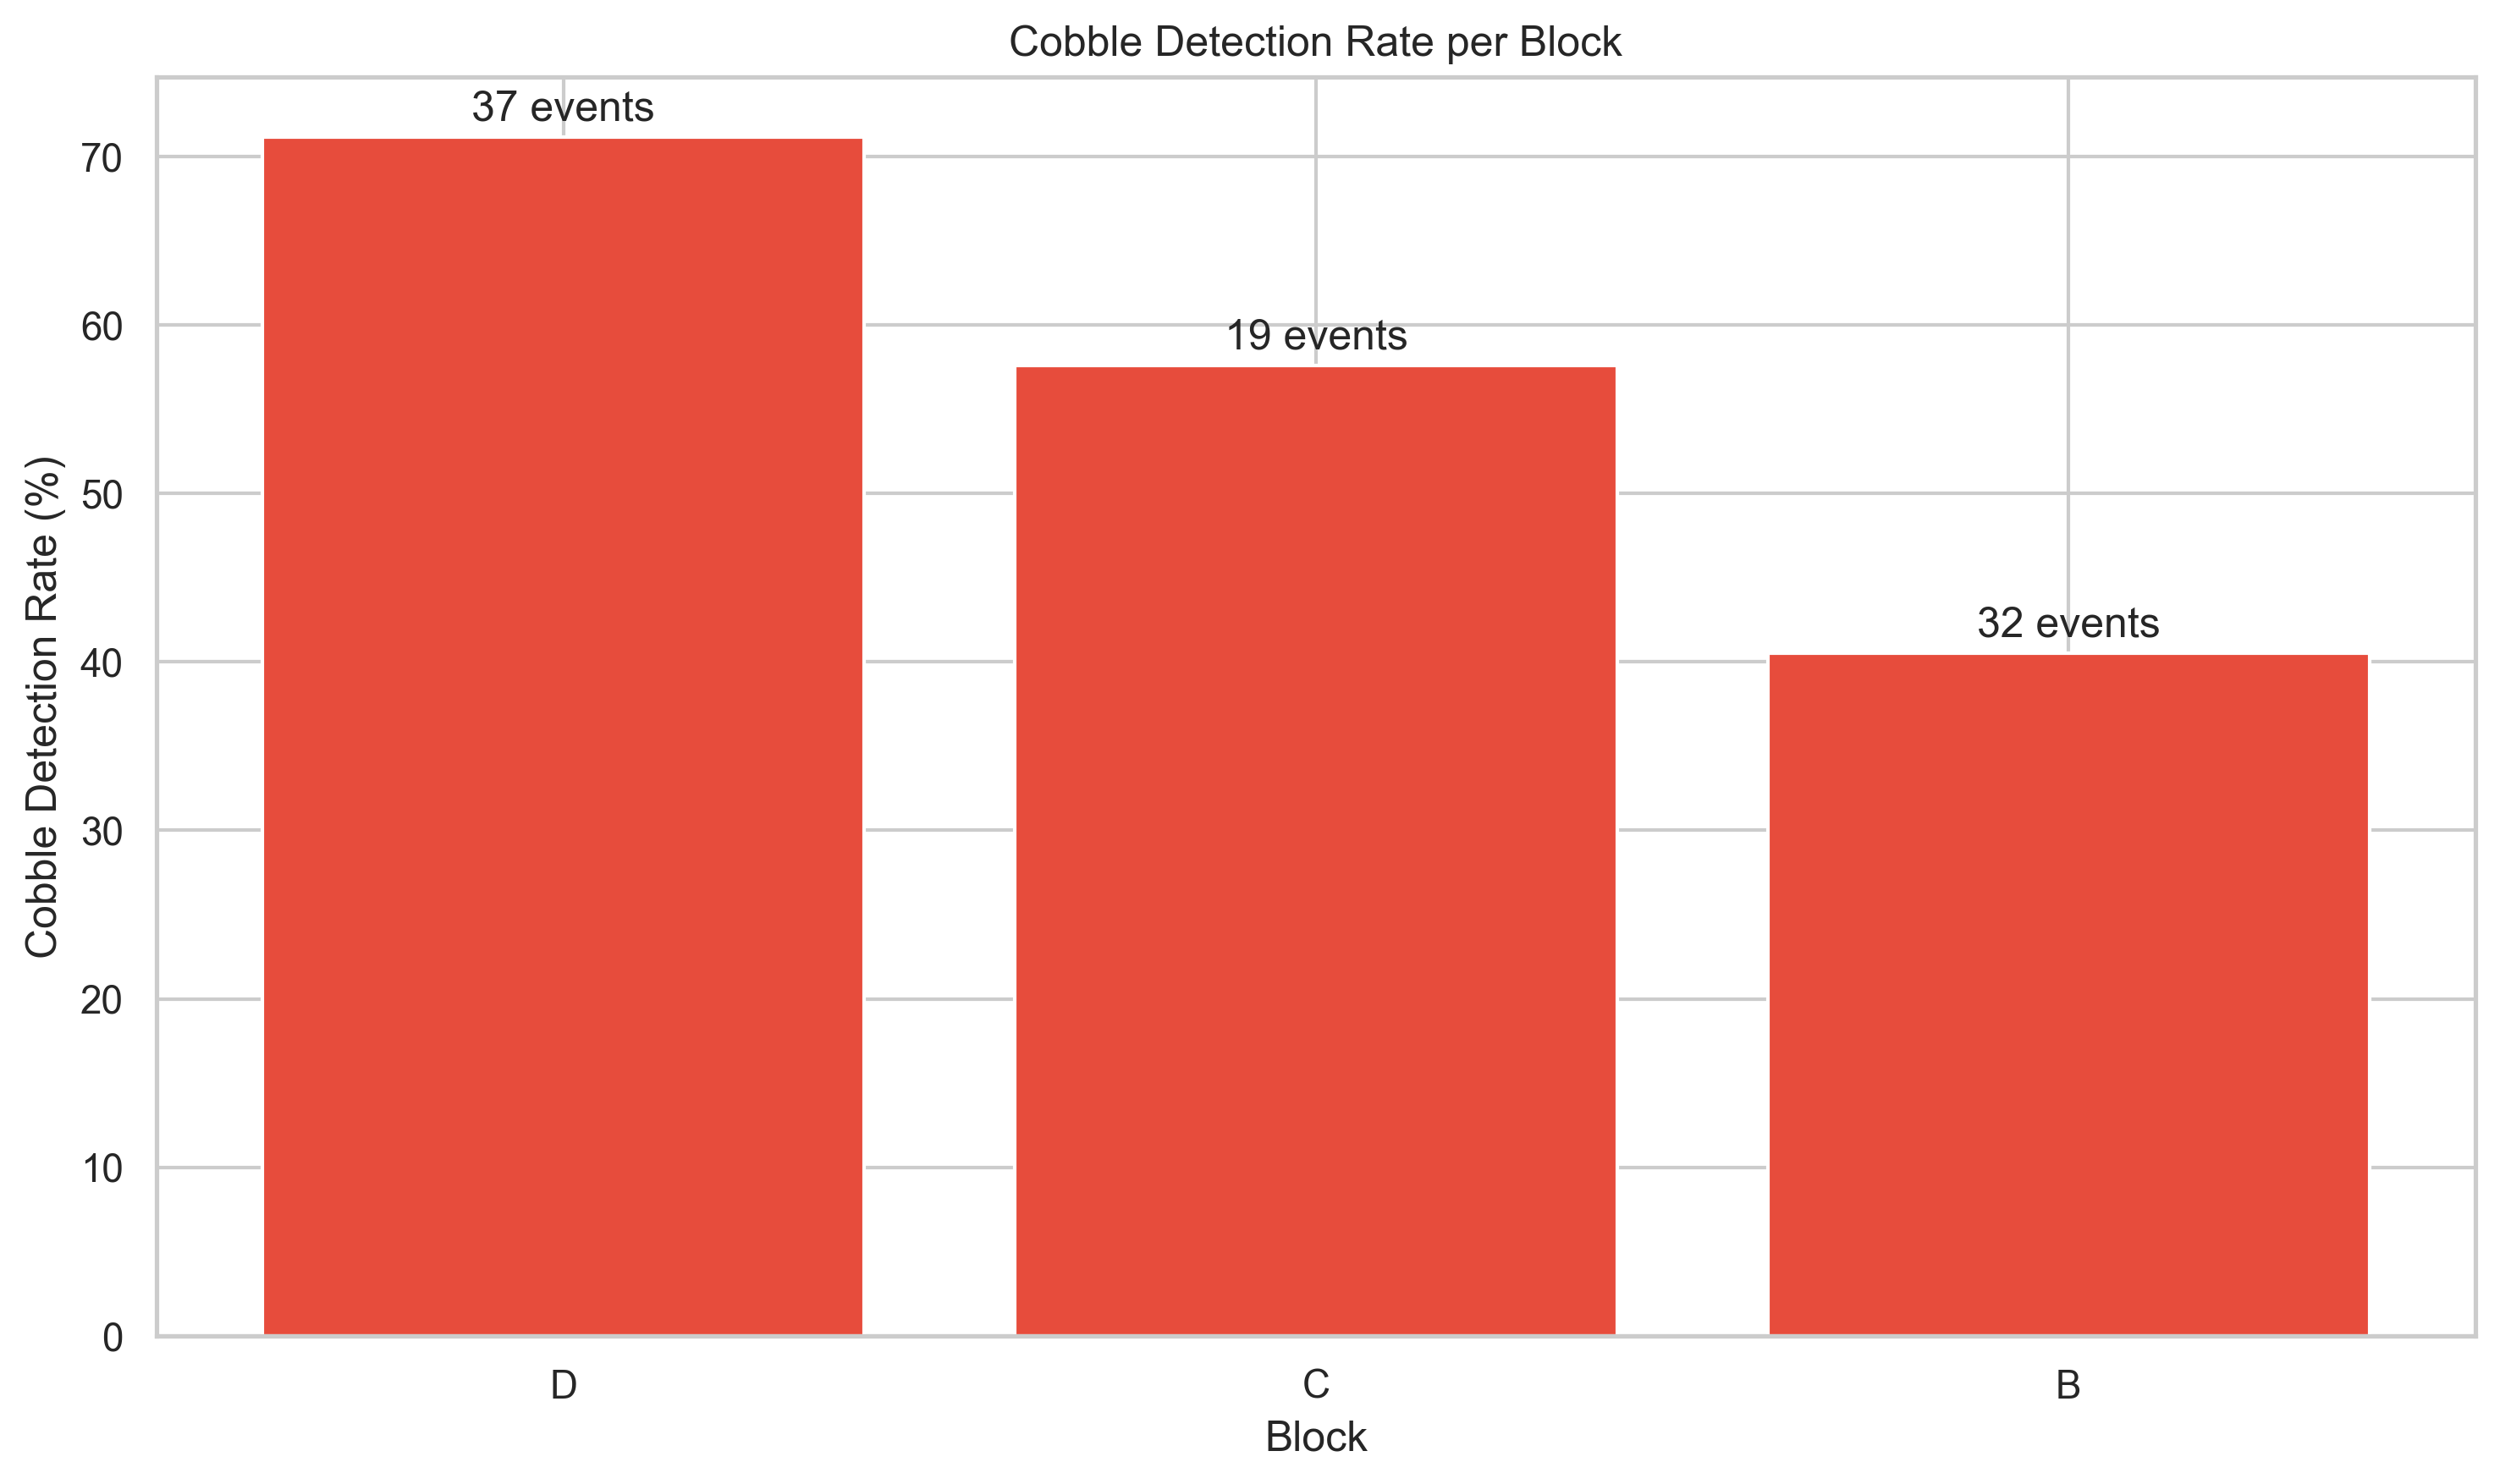 Cobble Detection Rate per Block
37 events
19 events
32 events
Cobble Detection Rate (%)
70
60
50
40
30
20
10
0
D
C
B
Block